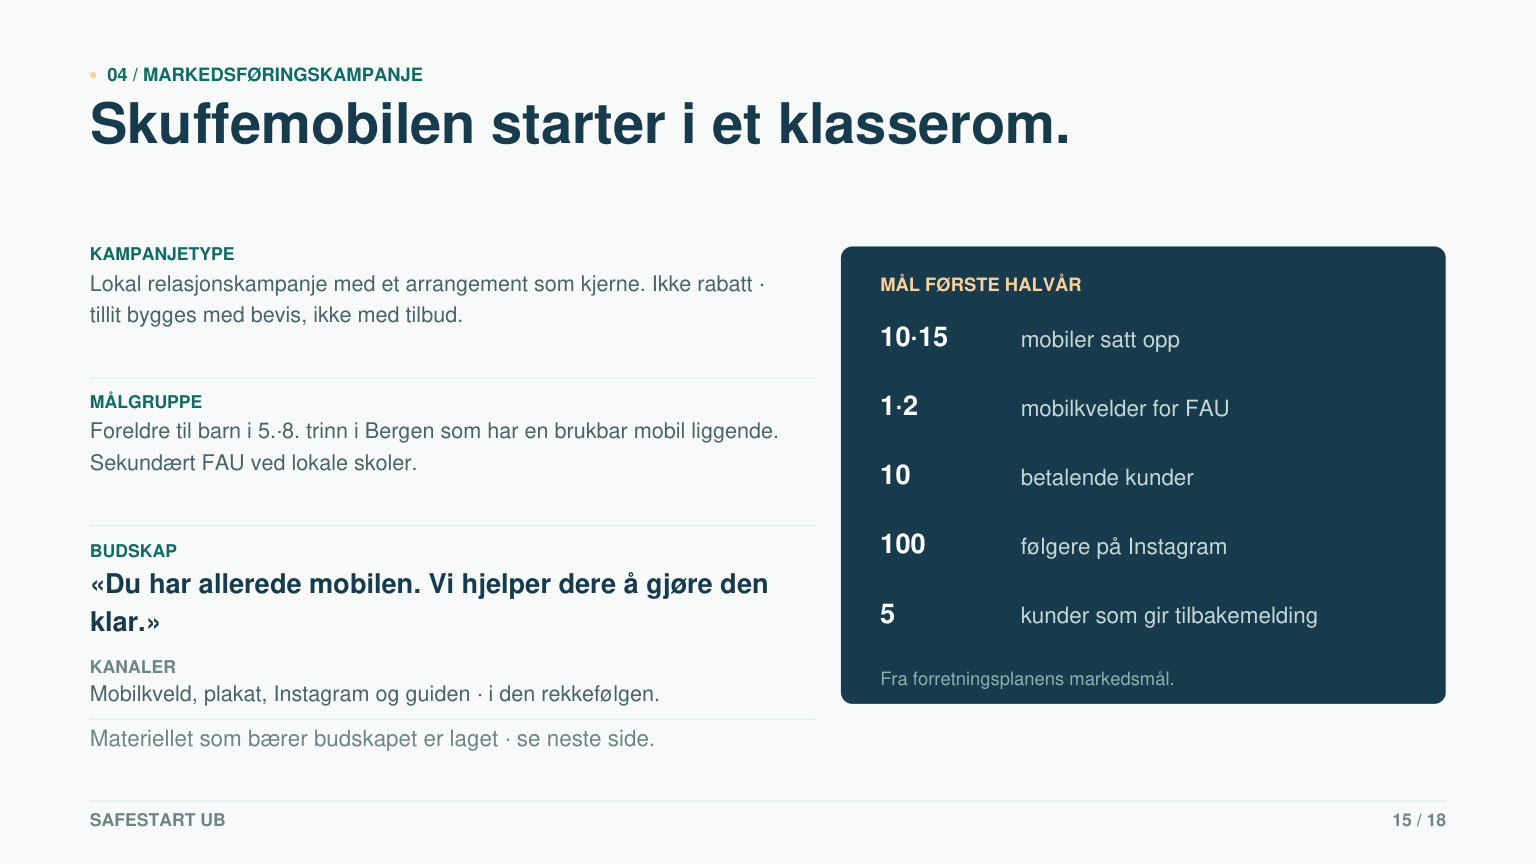 04 / MARKEDSFØRINGSKAMPANJE
Skuffemobilen starter i et klasserom.
KAMPANJETYPE
Lokal relasjonskampanje med et arrangement som kjerne. Ikke rabatt ·
tillit bygges med bevis, ikke med tilbud.
MÅLGRUPPE
Foreldre til barn i 5.·8. trinn i Bergen som har en brukbar mobil liggende.
Sekundært FAU ved lokale skoler.
BUDSKAP
«Du har allerede mobilen. Vi hjelper dere å gjøre den
klar.»
KANALER
Mobilkveld, plakat, Instagram og guiden · i den rekkefølgen.
Materiellet som bærer budskapet er laget · se neste side.
MÅL FØRSTE HALVÅR
10·15 mobiler satt opp
1·2 mobilkvelder for FAU
10 betalende kunder
100 følgere på Instagram
5 kunder som gir tilbakemelding
Fra forretningsplanens markedsmål.
SAFESTART UB
15 / 18